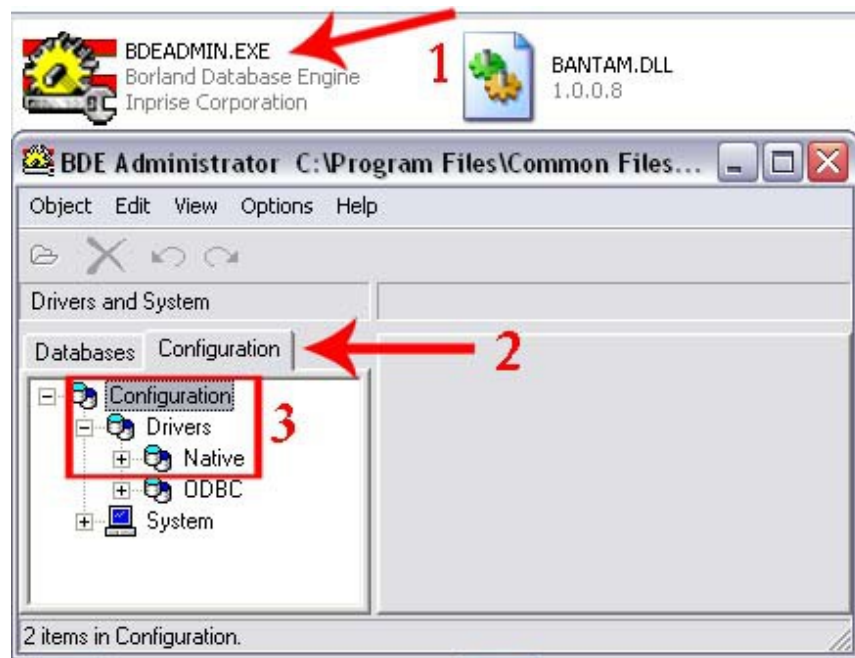 BDEADMIN.EXE
Borland Database Engine
Inprise Corporation
1
BANTAM.DLL
1.0.0.8
BDE Administrator C:\Program Files\Common Files...
Object Edit View Options Help
Drivers and System
Databases Configuration
2
Configuration
Drivers
3
Native
ODBC
System
2 items in Configuration.